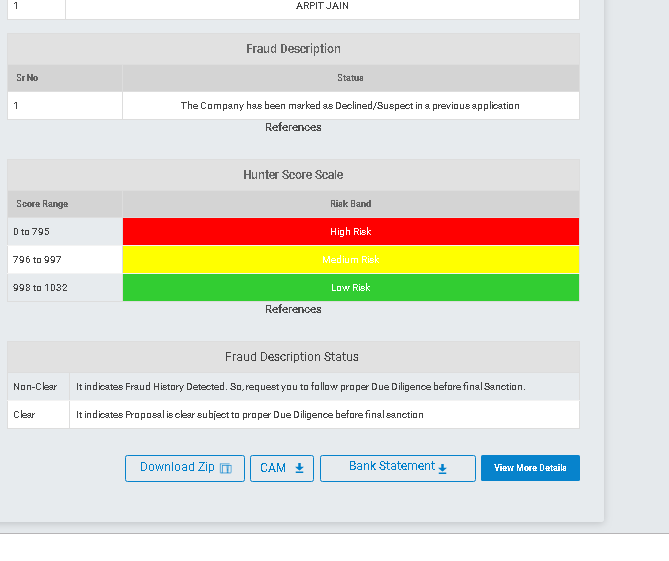 1 ARPIT JAIN
Fraud Description
Sr No Status
1 The Company has been marked as Declined/Suspect in a previous application
References
Hunter Score Scale
Score Range Risk Band
0 to 795 High Risk
796 to 997 Medium Risk
998 to 1032 Low Risk
References
Fraud Description Status
Non-Clear It indicates Fraud History Detected. So, request you to follow proper Due Diligence before final Sanction.
Clear It indicates Proposal is clear subject to proper Due Diligence before final sanction
Download Zip CAM Bank Statement View More Details